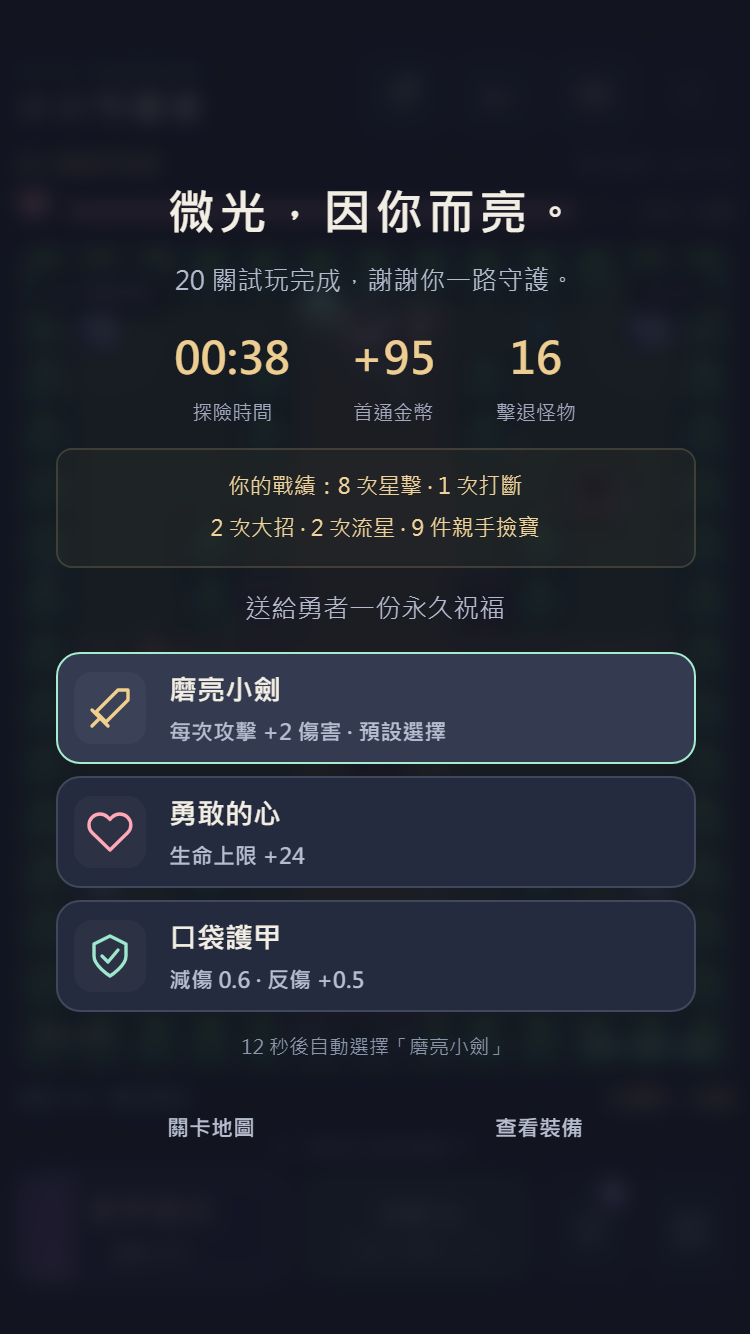 微光，因你而亮。
20 關試玩完成，謝謝你一路守護。
00:38 +95 16
探險時間 首通金幣 擊退怪物
你的戰績：8 次星擊 · 1 次打斷
2 次大招 · 2 次流星 · 9 件親手撿寶
送給勇者一份永久祝福
磨亮小劍
每次攻擊 +2 傷害 · 預設選擇
勇敢的心
生命上限 +24
口袋護甲
減傷 0.6 · 反傷 +0.5
12 秒後自動選擇「磨亮小劍」
關卡地圖 查看裝備